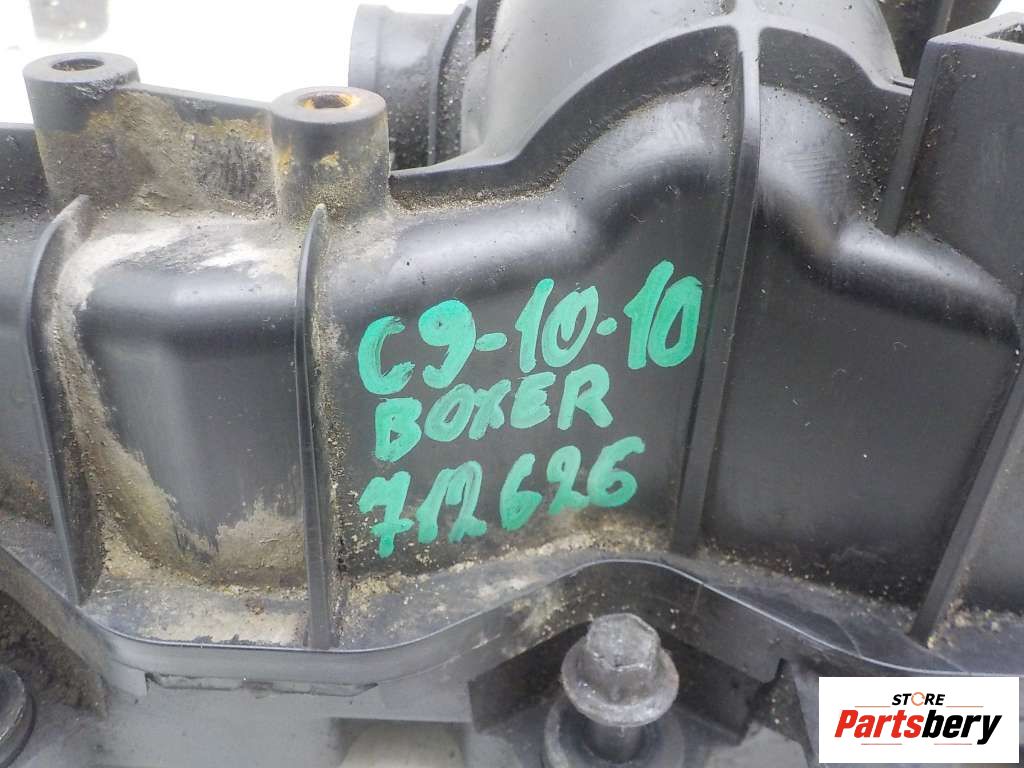 C9-10-10
BOXER
712626
STORE
Partsbery